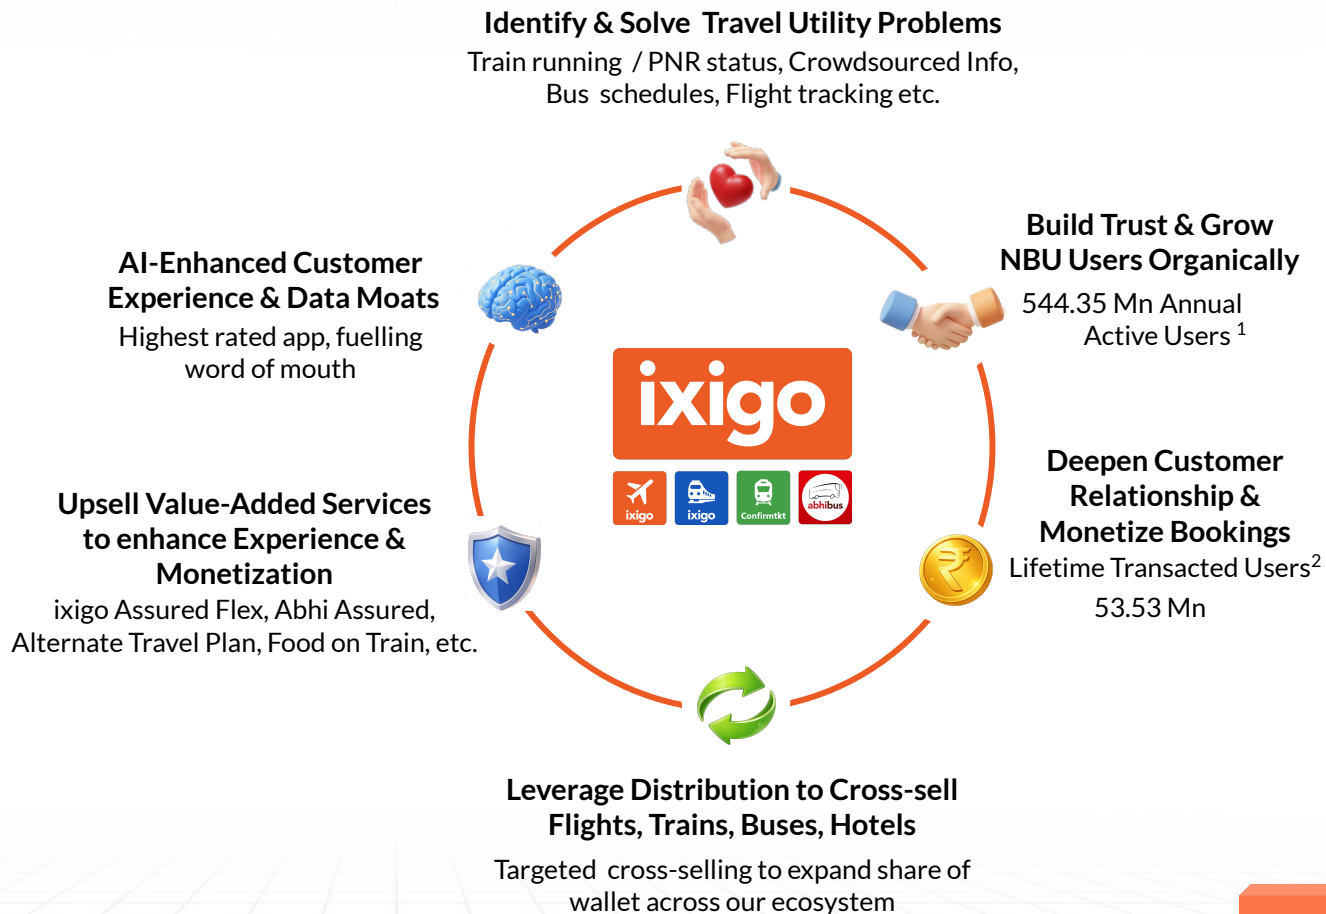 Identify & Solve Travel Utility Problems
Train running / PNR status, Crowdsourced Info,
Bus schedules, Flight tracking etc.
Build Trust & Grow
NBU Users Organically
544.35 Mn Annual
Active Users 1
Deepen Customer
Relationship &
Monetize Bookings
Lifetime Transacted Users2
53.53 Mn
Leverage Distribution to Cross-sell
Flights, Trains, Buses, Hotels
Targeted cross-selling to expand share of
wallet across our ecosystem
Upsell Value-Added Services
to enhance Experience &
Monetization
ixigo Assured Flex, Abhi Assured,
Alternate Travel Plan, Food on Train, etc.
AI-Enhanced Customer
Experience & Data Moats
Highest rated app, fuelling
word of mouth
ixigo
ixigo
ixigo
Confirmtkt
abhibus
₹